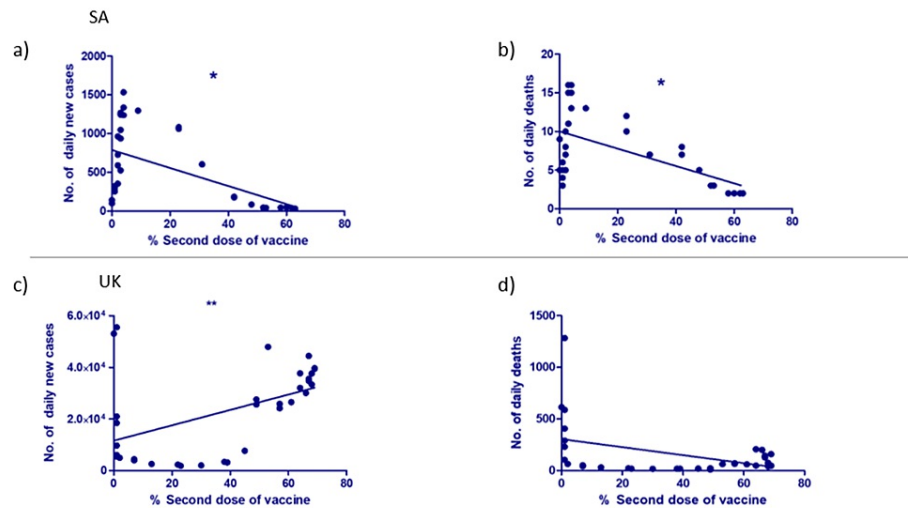 SA
a)
No. of daily new cases
2000
1500
1000
500
0
0 20 40 60 80
% Second dose of vaccine
*
b)
No. of daily deaths
20
15
10
5
0
0 20 40 60 80
% Second dose of vaccine
*
UK
c)
No. of daily new cases
6.0×10⁴
4.0×10⁴
2.0×10⁴
0
0 20 40 60 80
% Second dose of vaccine
**
d)
No. of daily deaths
1500
1000
500
0
0 20 40 60 80
% Second dose of vaccine